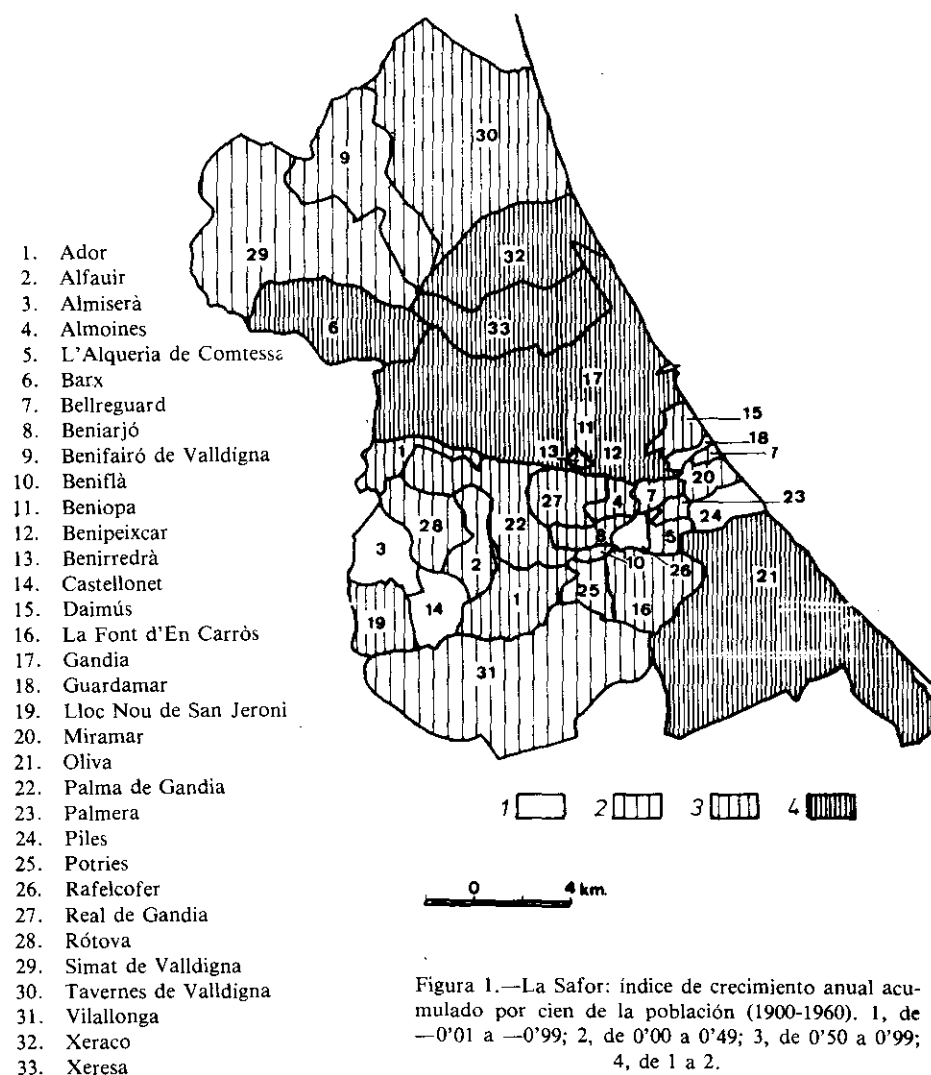 30
9
29
32
6
33
17
15
11
18
13
12
7
1
20
27
4
7
23
24
28
22
8
5
3
2
10
26
21
25
1
16
14
19
31
1. Ador
2. Alfauir
3. Almiserà
4. Almoines
5. L'Alqueria de Comtessa
6. Barx
7. Bellreguard
8. Beniarjó
9. Benifairó de Valldigna
10. Beniflà
11. Beniopa
12. Benipeixcar
13. Benirredrà
14. Castellonet
15. Daimús
16. La Font d'En Carròs
17. Gandia
18. Guardamar
19. Lloc Nou de San Jeroni
20. Miramar
21. Oliva
22. Palma de Gandia
23. Palmera
24. Piles
25. Potries
26. Rafelcofer
27. Real de Gandia
28. Rótova
29. Simat de Valldigna
30. Tavernes de Valldigna
31. Vilallonga
32. Xeraco
33. Xeresa
1 2 3 4
0 4 km.
Figura 1.—La Safor: índice de crecimiento anual acu-
mulado por cien de la población (1900-1960). 1, de
—0'01 a —0'99; 2, de 0'00 a 0'49; 3, de 0'50 a 0'99;
4, de 1 a 2.